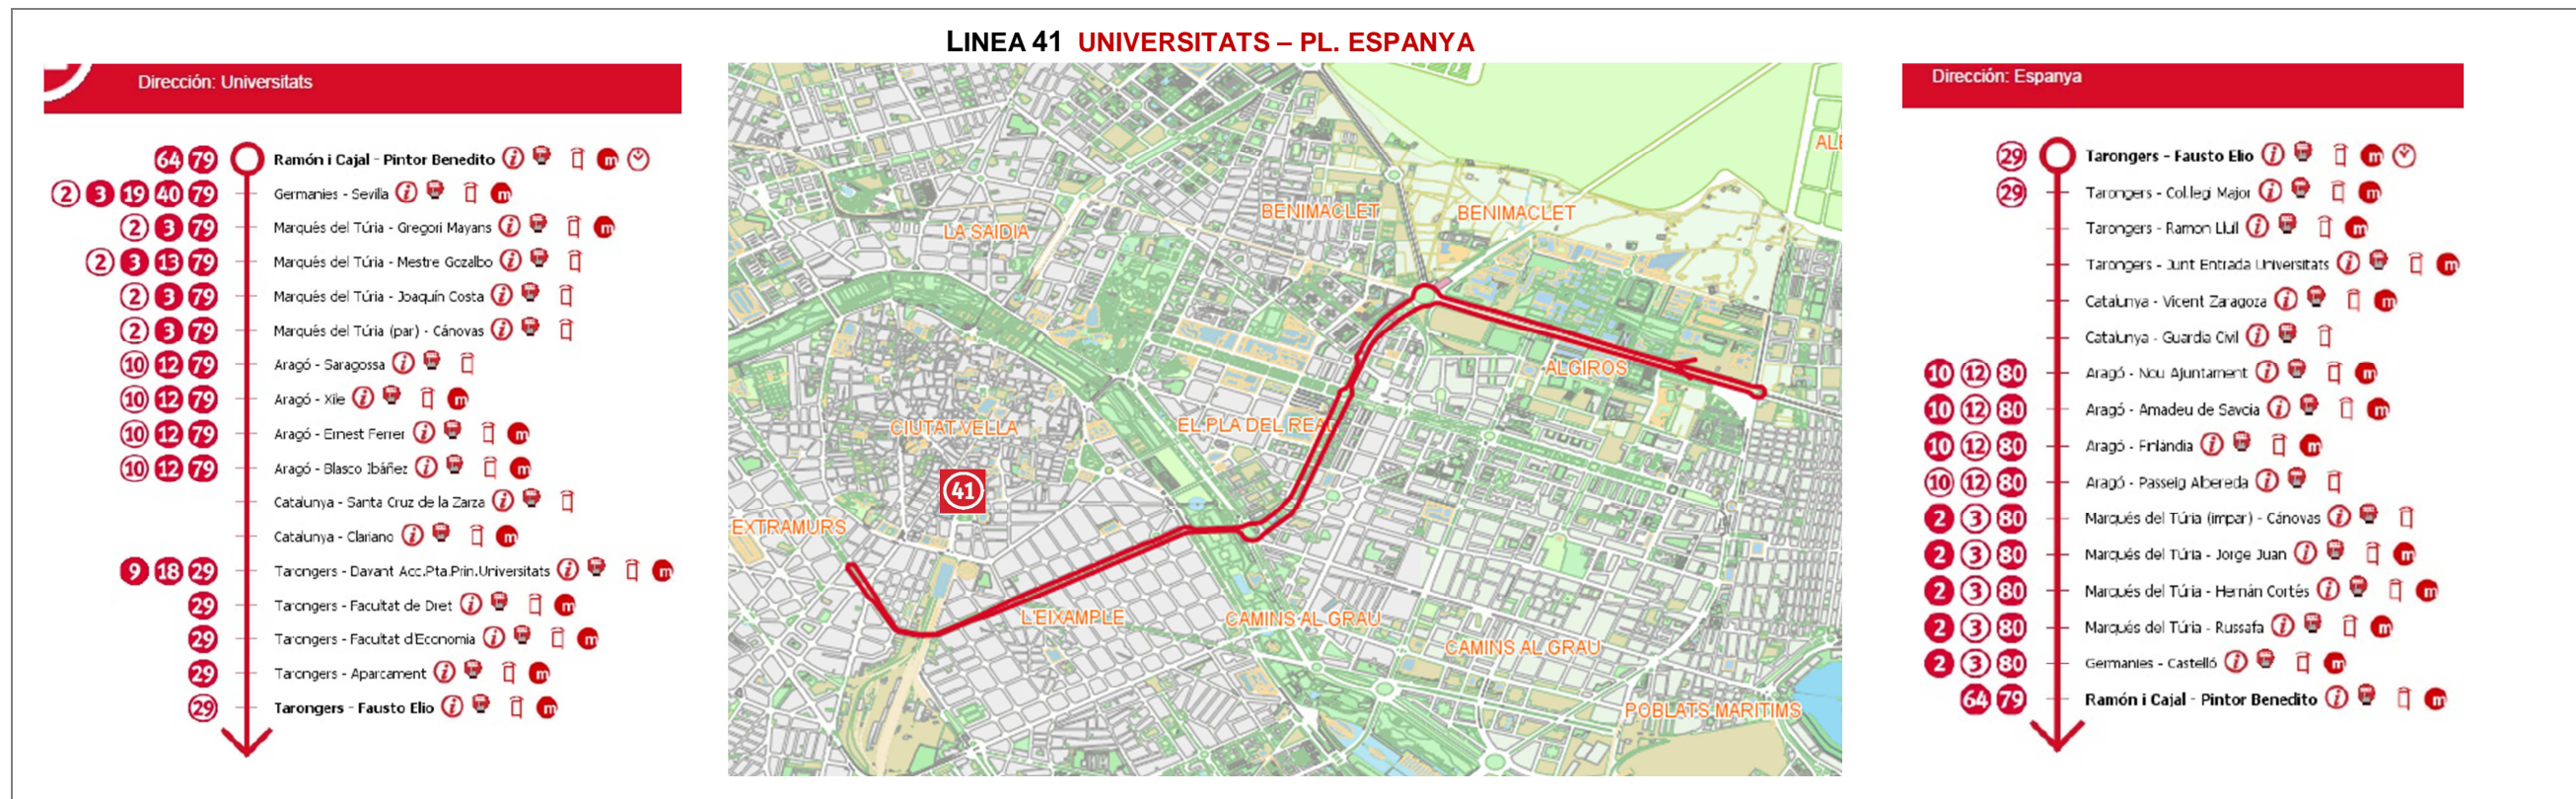 LINEA 41 UNIVERSITATS – PL. ESPANYA
Dirección: Universitats
64 79 Ramón i Cajal - Pintor Benedito i m
2 3 19 40 79 Germanies - Sevilla i m
2 3 79 Marqués del Túria - Gregori Mayans i m
2 3 13 79 Marqués del Túria - Mestre Gozalbo i
2 3 79 Marqués del Túria - Joaquín Costa i
2 3 79 Marqués del Túria (par) - Cánovas i
10 12 79 Aragó - Saragossa i
10 12 79 Aragó - Xile i m
10 12 79 Aragó - Ernest Ferrer i m
10 12 79 Aragó - Blasco Ibáñez i m
Catalunya - Santa Cruz de la Zarza i
Catalunya - Clariano i m
9 18 29 Tarongers - Davant Acc.Pta.Prin.Universitats i m
29 Tarongers - Facultat de Dret i m
29 Tarongers - Facultat d'Economia i m
29 Tarongers - Aparcament i m
29 Tarongers - Fausto Elio i m
ALB
BENIMACLET
BENIMACLET
LA SAIDIA
ALGIROS
CIUTAT VELLA
EL PLA DEL REA
41
EXTRAMURS
L'EIXAMPLE
CAMINS AL GRAU
CAMINS AL GRAU
POBLATS MARITIMS
Dirección: Espanya
29 Tarongers - Fausto Elio i m
29 Tarongers - Col.legi Major i m
Tarongers - Ramon Llull i m
Tarongers - Junt Entrada Universitats i m
Catalunya - Vicent Zaragoza i m
Catalunya - Guardia Civil i
10 12 80 Aragó - Nou Ajuntament i m
10 12 80 Aragó - Amadeu de Savoia i m
10 12 80 Aragó - Finlàndia i m
10 12 80 Aragó - Passeig Albereda i
2 3 80 Marqués del Túria (impar) - Cánovas i
2 3 80 Marqués del Túria - Jorge Juan i m
2 3 80 Marqués del Túria - Hernán Cortés i m
2 3 80 Marqués del Túria - Russafa i m
2 3 80 Germanies - Castelló i m
64 79 Ramón i Cajal - Pintor Benedito i m